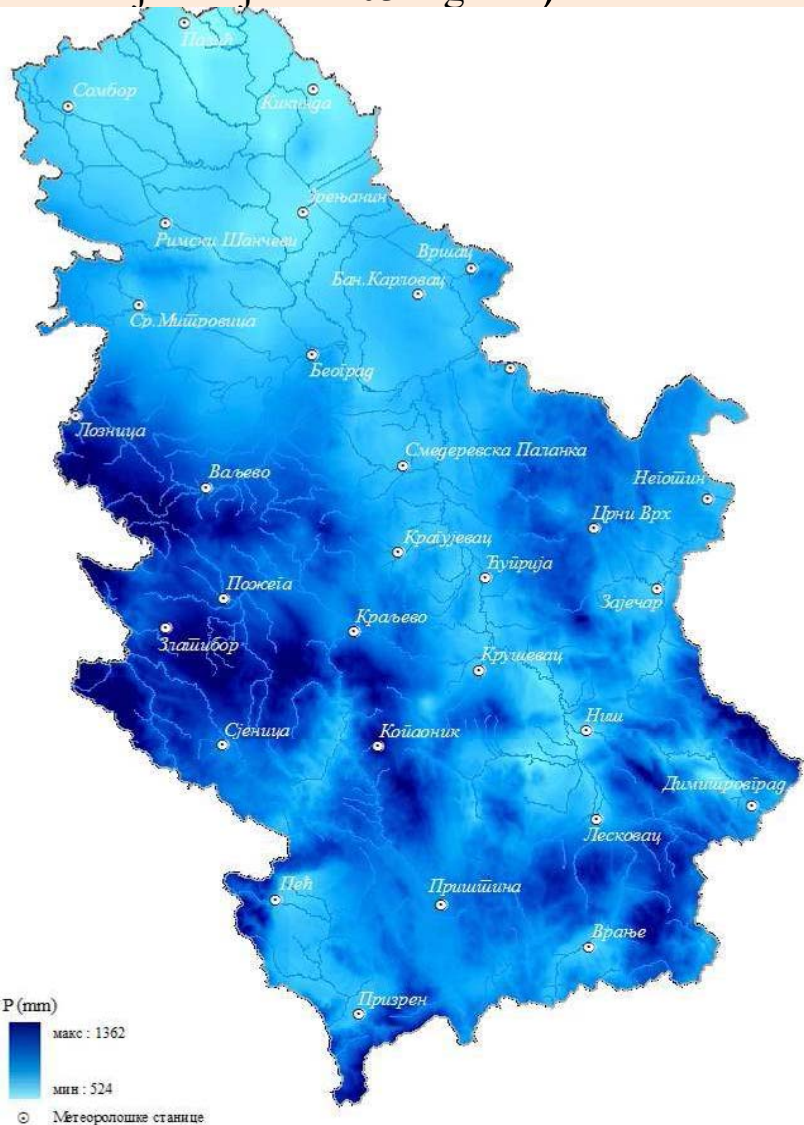 Палић
Сомбор
Кикинда
Зрењанин
Римски Шанчеви
Вршац
Бан. Карловац
Ср. Митровица
Београд
Лозница
Смедеревска Паланка
Ваљево
Неготин
Црни Врх
Крагујевац
Ћуприја
Пожега
Зајечар
Златибор
Краљево
Крушевац
Ниш
Сјеница
Копаоник
Димитровград
Лесковац
Пећ
Приштина
Врање
Призрен
P (mm)
макс : 1362
мин : 524
Метеоролошке станице